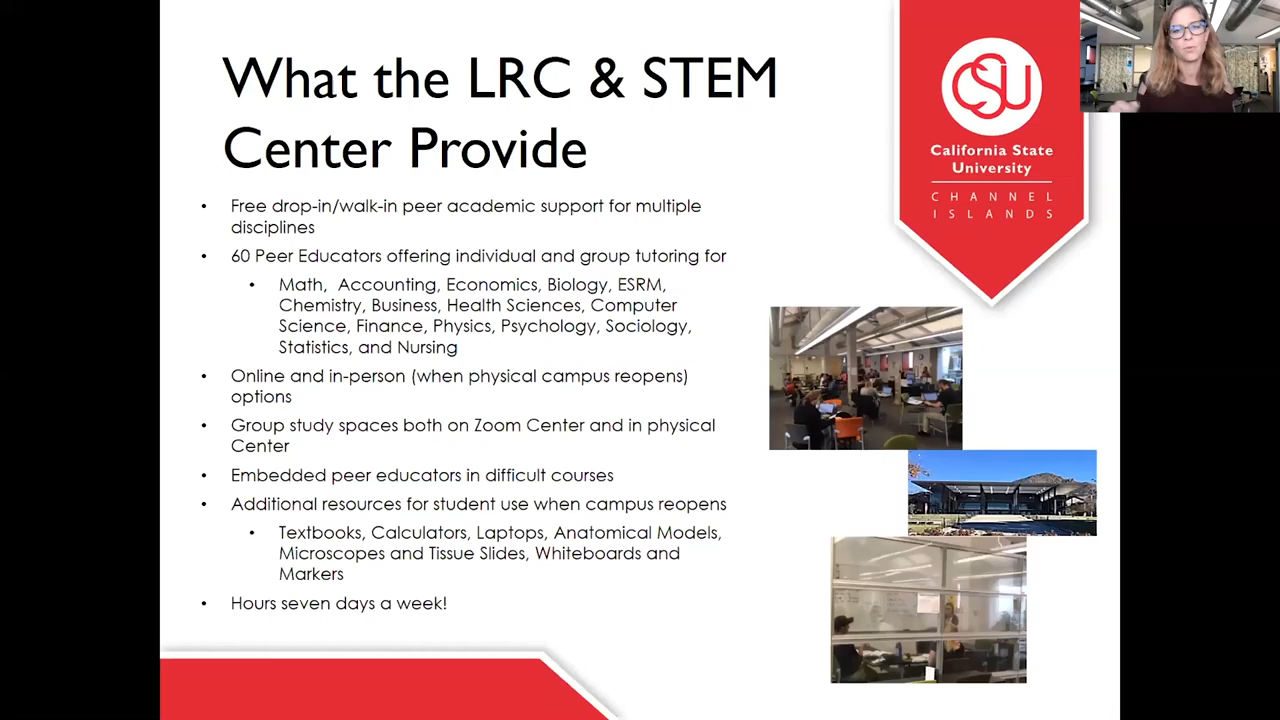 What the LRC & STEM
Center Provide
• Free drop-in/walk-in peer academic support for multiple
disciplines
• 60 Peer Educators offering individual and group tutoring for
• Math,  Accounting, Economics, Biology, ESRM,
Chemistry, Business, Health Sciences, Computer
Science, Finance, Physics, Psychology, Sociology,
Statistics, and Nursing
• Online and in-person (when physical campus reopens)
options
• Group study spaces both on Zoom Center and in physical
Center
• Embedded peer educators in difficult courses
• Additional resources for student use when campus reopens
• Textbooks, Calculators, Laptops, Anatomical Models,
Microscopes and Tissue Slides, Whiteboards and
Markers
• Hours seven days a week!
CSU
California State
University
CHANNEL
ISLANDS